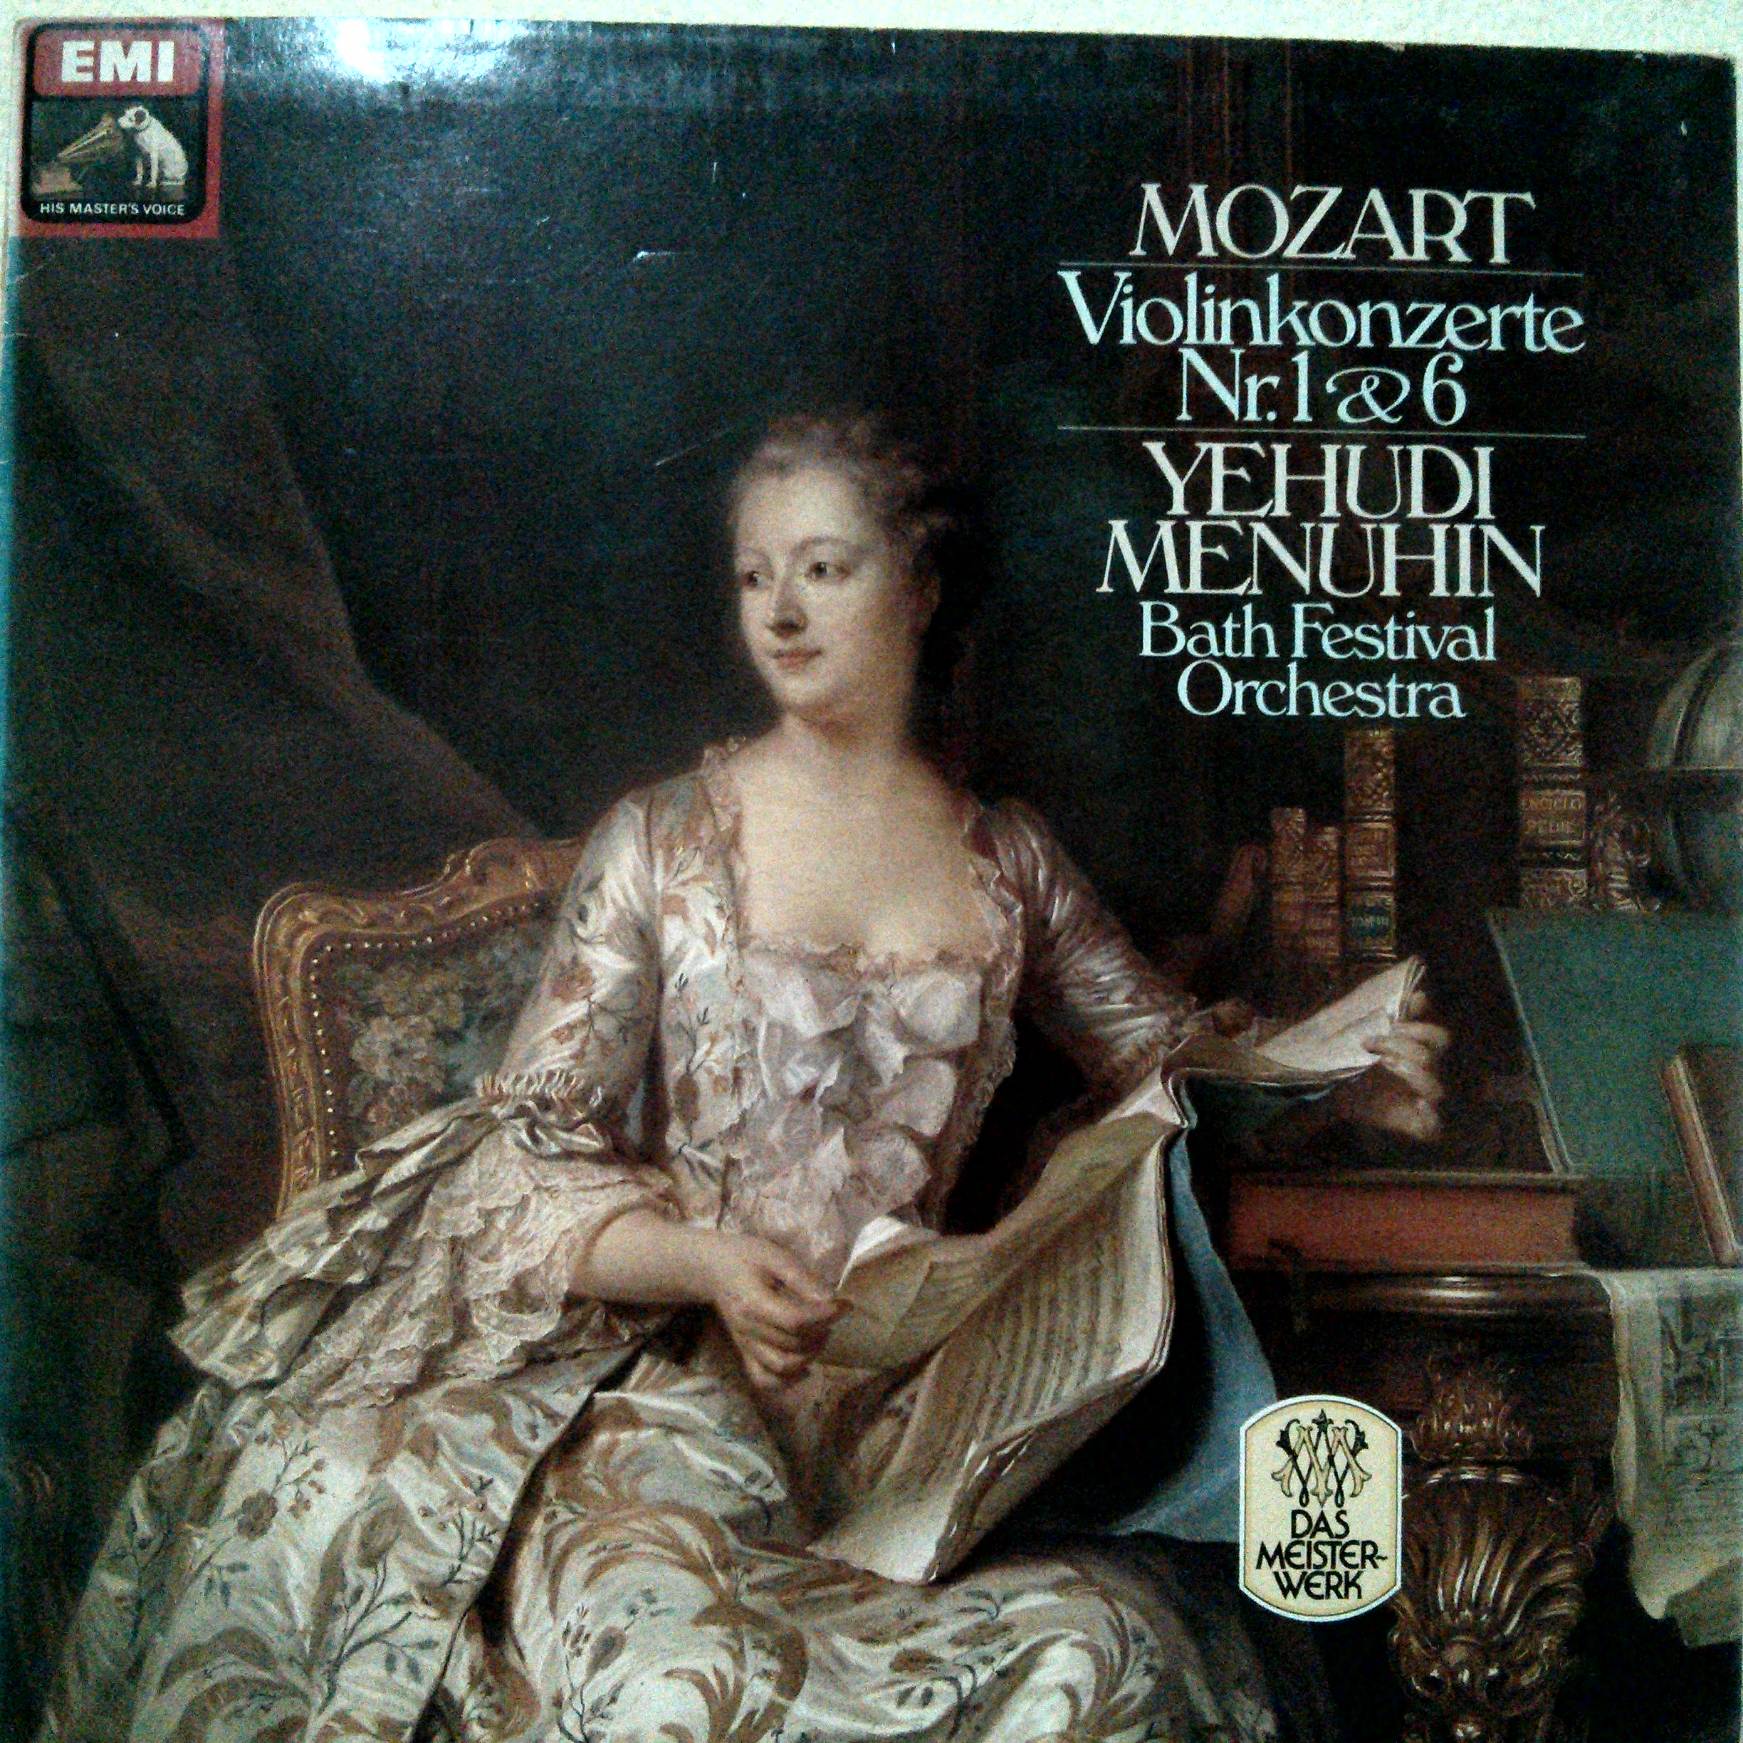 EMI
HIS MASTER'S VOICE
MOZART
Violinkonzerte
Nr. 1 & 6
YEHUDI
MENUHIN
Bath Festival
Orchestra
DAS
MEISTER-
WERK